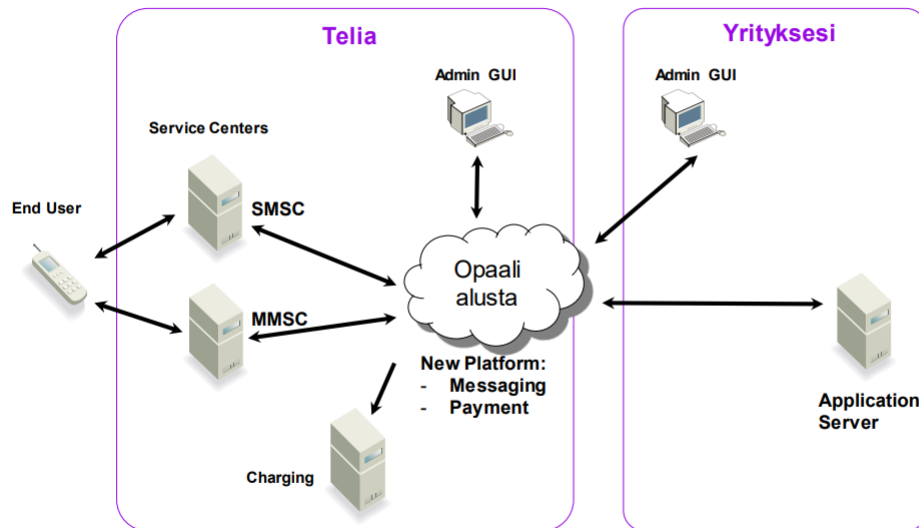 Telia
Yrityksesi
Admin GUI
Admin GUI
Service Centers
End User
SMSC
Opaali
alusta
MMSC
New Platform:
- Messaging
- Payment
Application
Server
Charging